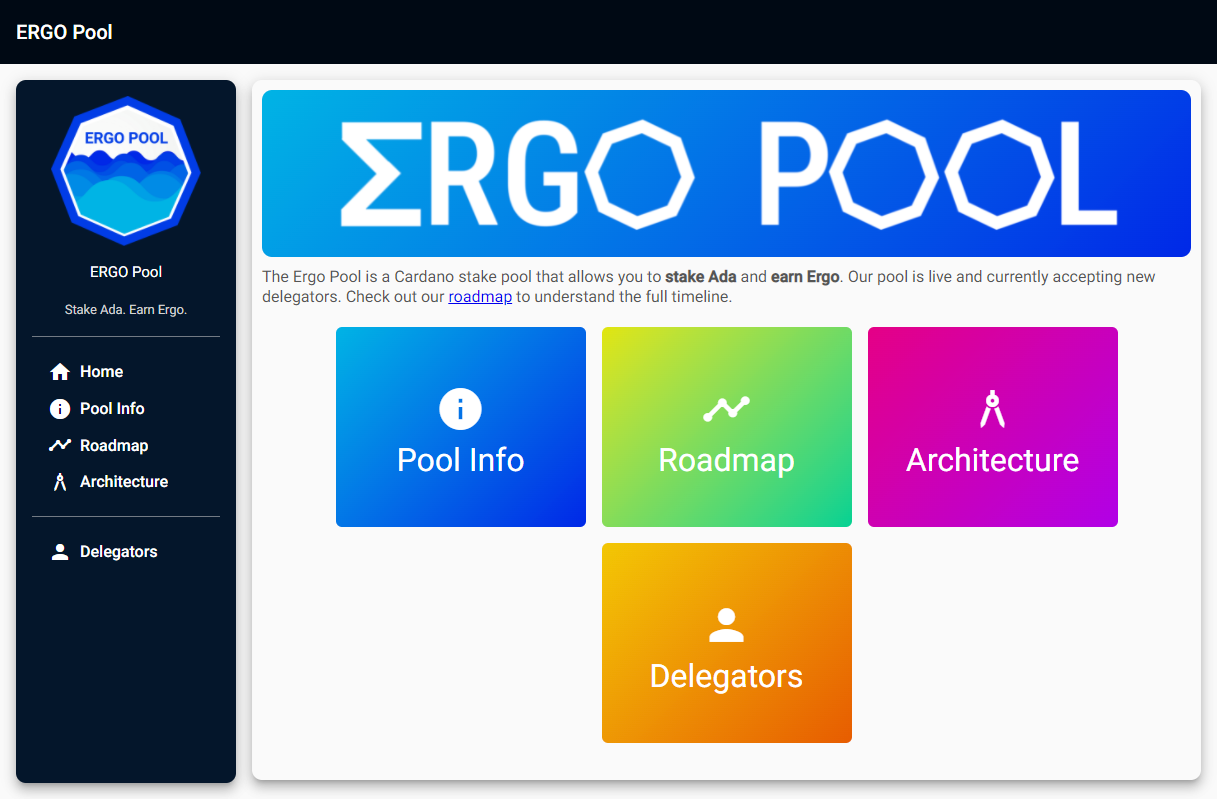 ERGO Pool
ERGO POOL
ERGO Pool
Stake Ada. Earn Ergo.
Home
Pool Info
Roadmap
Architecture
Delegators
ΣRGO POOL
The Ergo Pool is a Cardano stake pool that allows you to stake Ada and earn Ergo. Our pool is live and currently accepting new
delegators. Check out our roadmap to understand the full timeline.
Pool Info
Roadmap
Architecture
Delegators